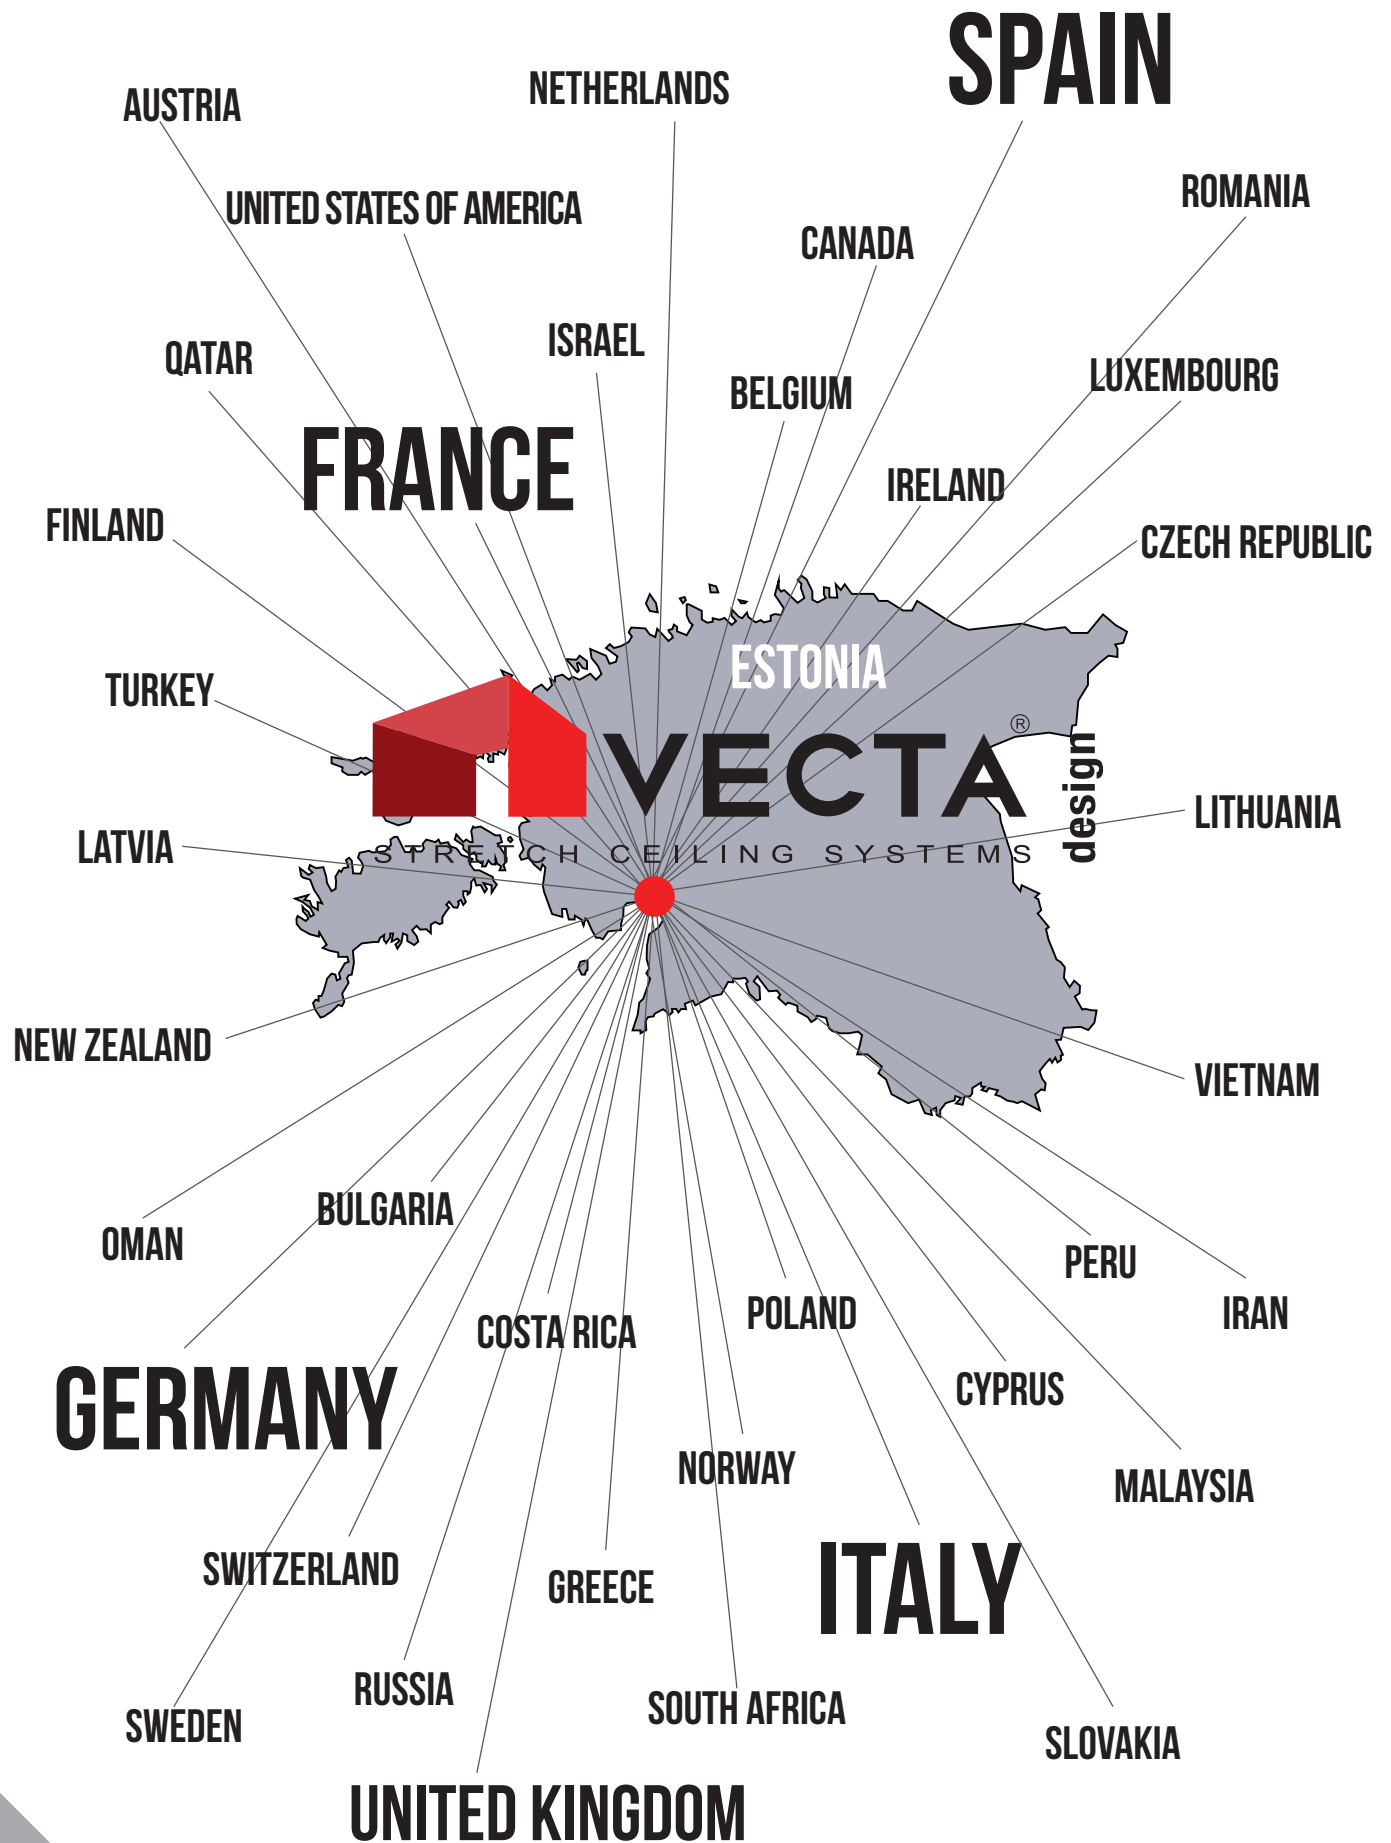 SPAIN
NETHERLANDS
AUSTRIA
ROMANIA
UNITED STATES OF AMERICA
CANADA
ISRAEL
QATAR
LUXEMBOURG
BELGIUM
FRANCE
IRELAND
FINLAND
CZECH REPUBLIC
ESTONIA
TURKEY
VECTA®
design
STRETCH CEILING SYSTEMS
LITHUANIA
LATVIA
NEW ZEALAND
VIETNAM
BULGARIA
OMAN
PERU
POLAND
IRAN
COSTA RICA
CYPRUS
GERMANY
NORWAY
MALAYSIA
SWITZERLAND
GREECE
ITALY
RUSSIA
SOUTH AFRICA
SWEDEN
SLOVAKIA
UNITED KINGDOM